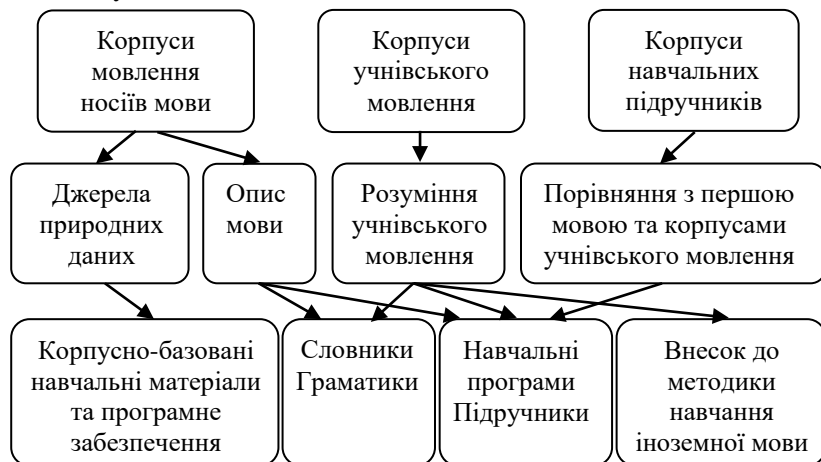 Корпуси
мовлення
носіїв мови
Корпуси
учнівського
мовлення
Корпуси
навчальних
підручників
Джерела
природних
даних
Опис
мови
Розуміння
учнівського
мовлення
Порівняння з першою
мовою та корпусами
учнівського мовлення
Корпусно-базовані
навчальні матеріали
та програмне
забезпечення
Словники
Граматики
Навчальні
програми
Підручники
Внесок до
методики
навчання
іноземної мови